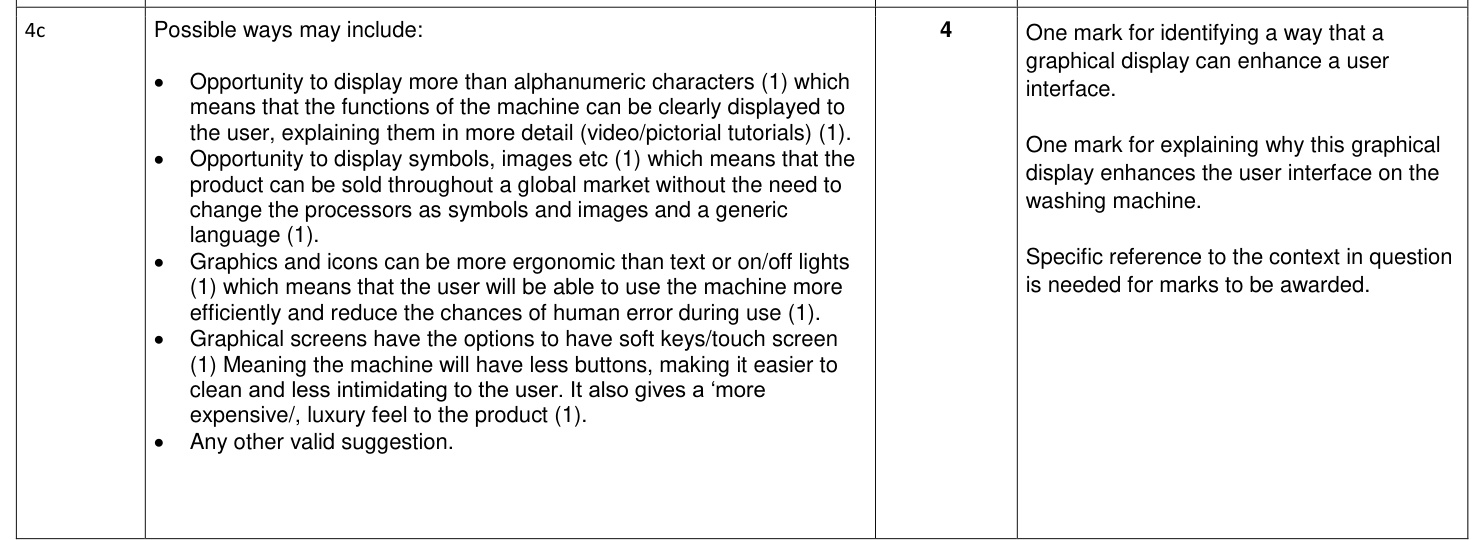 4c
Possible ways may include:
• Opportunity to display more than alphanumeric characters (1) which
means that the functions of the machine can be clearly displayed to
the user, explaining them in more detail (video/pictorial tutorials) (1).
• Opportunity to display symbols, images etc (1) which means that the
product can be sold throughout a global market without the need to
change the processors as symbols and images and a generic
language (1).
• Graphics and icons can be more ergonomic than text or on/off lights
(1) which means that the user will be able to use the machine more
efficiently and reduce the chances of human error during use (1).
• Graphical screens have the options to have soft keys/touch screen
(1) Meaning the machine will have less buttons, making it easier to
clean and less intimidating to the user. It also gives a ‘more
expensive/, luxury feel to the product (1).
• Any other valid suggestion.
4
One mark for identifying a way that a
graphical display can enhance a user
interface.
One mark for explaining why this graphical
display enhances the user interface on the
washing machine.
Specific reference to the context in question
is needed for marks to be awarded.